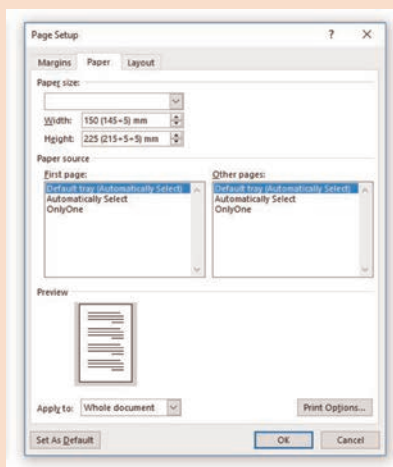 Page Setup ? X
Margins Paper Layout
Paper size:
Width: 150 (145+5) mm
Height: 225 (215+5+5) mm
Paper source
First page: Other pages:
Default tray (Automatically Select) Default tray (Automatically Select)
Automatically Select Automatically Select
OnlyOne OnlyOne
Preview
Apply to: Whole document Print Options...
Set As Default OK Cancel